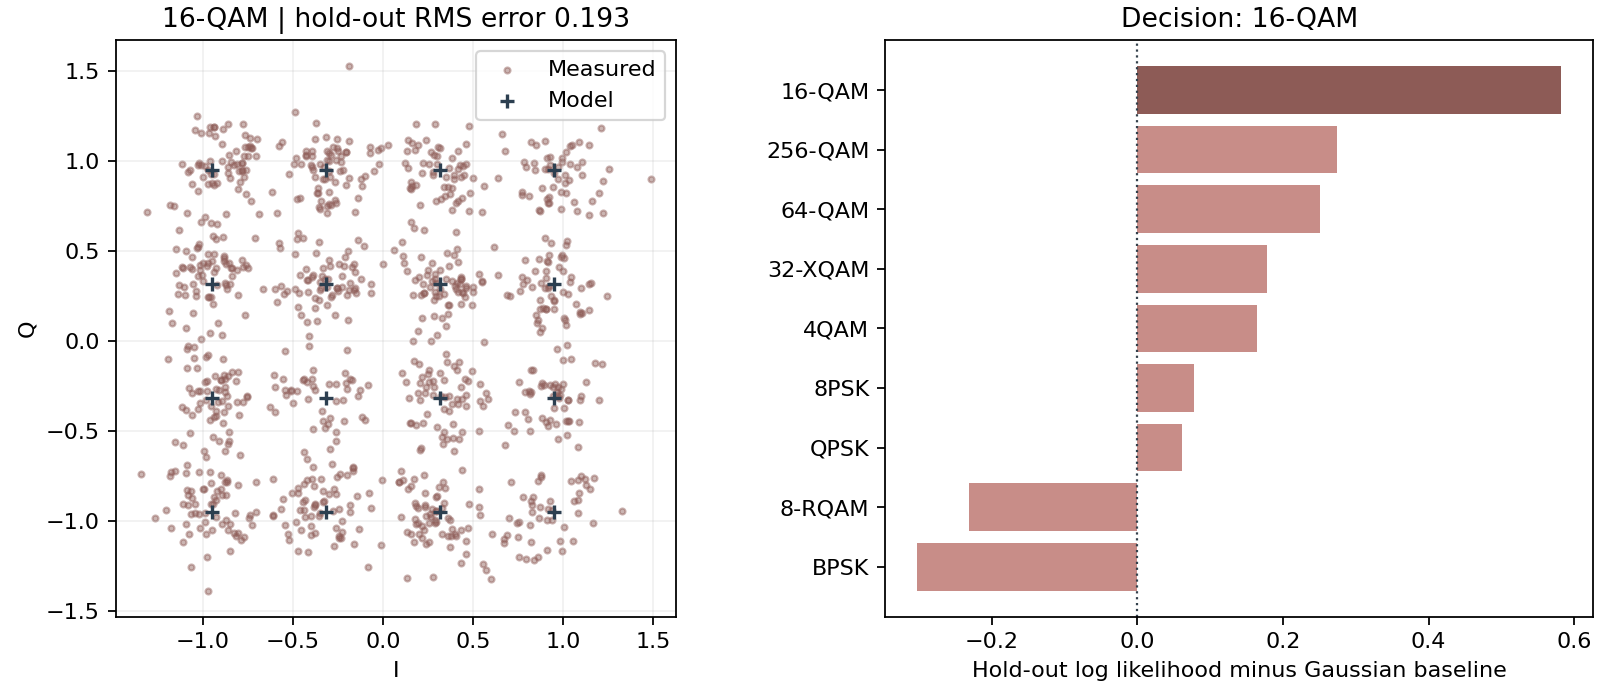 16-QAM | hold-out RMS error 0.193
Measured
Model
1.5
1.0
0.5
0.0
−0.5
−1.0
−1.5
Q
−1.0
−0.5
0.0
0.5
1.0
1.5
I
Decision: 16-QAM
16-QAM
256-QAM
64-QAM
32-XQAM
4QAM
8PSK
QPSK
8-RQAM
BPSK
−0.2
0.0
0.2
0.4
0.6
Hold-out log likelihood minus Gaussian baseline